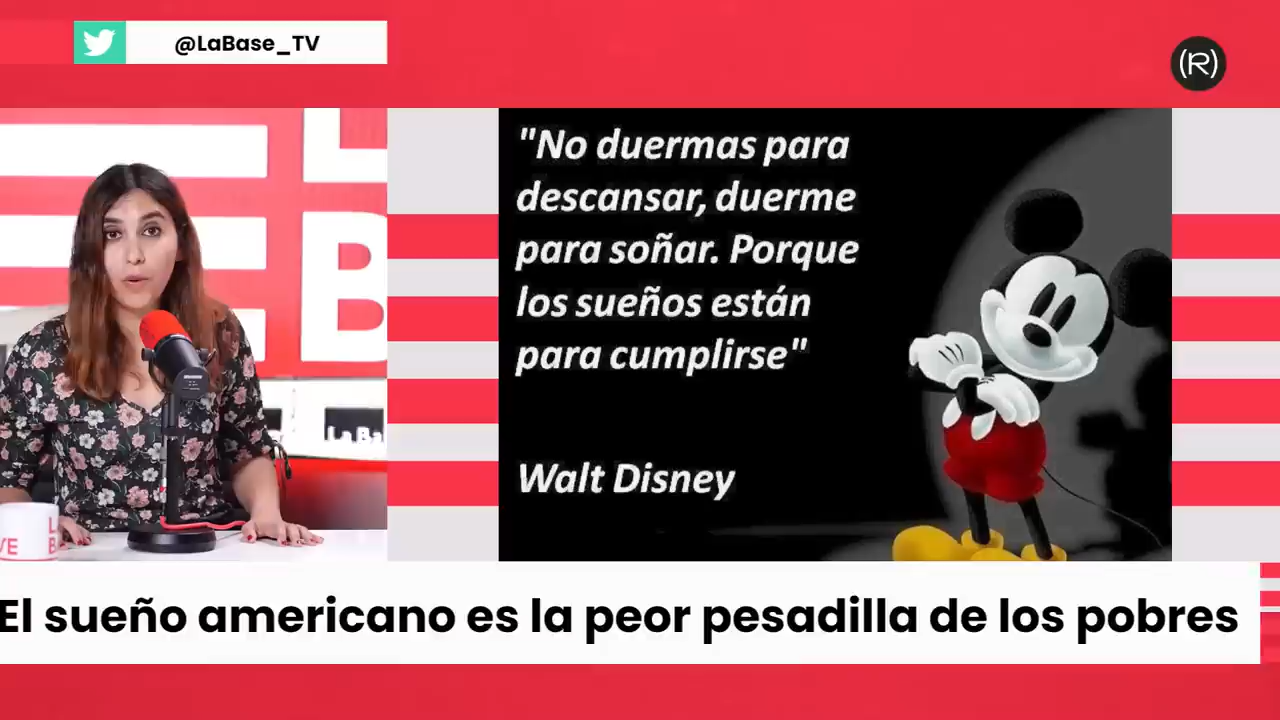 @LaBase_TV
(R)
"No duermas para
descansar, duerme
para soñar. Porque
los sueños están
para cumplirse"
Walt Disney
El sueño americano es la peor pesadilla de los pobres